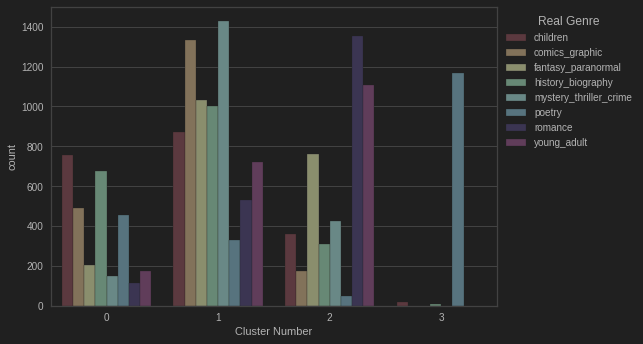 Real Genre
children
comics_graphic
fantasy_paranormal
history_biography
mystery_thriller_crime
poetry
romance
young_adult
1400
1200
1000
800
600
400
200
0
count
0 1 2 3
Cluster Number